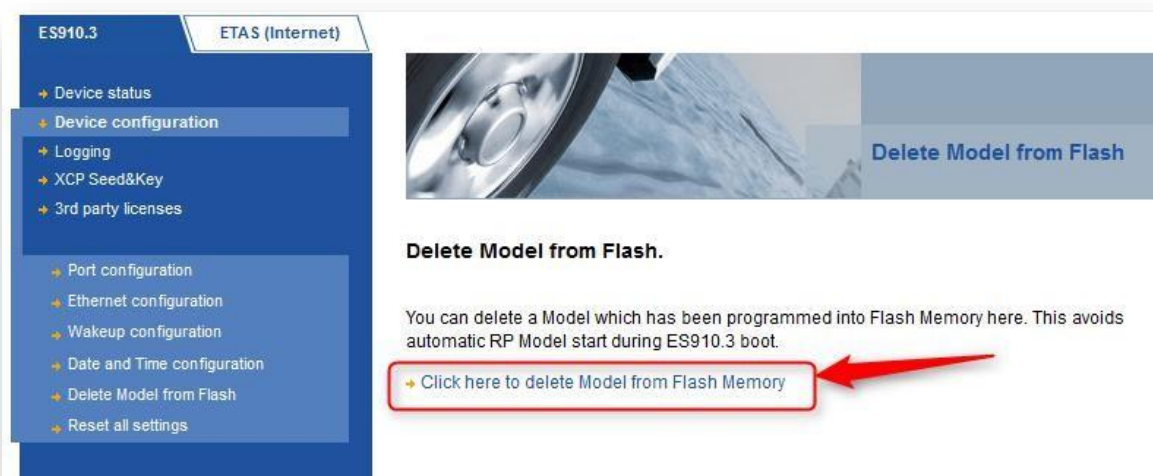 ES910.3
ETAS (Internet)
Device status
Device configuration
Logging
XCP Seed&Key
3rd party licenses
Port configuration
Ethernet configuration
Wakeup configuration
Date and Time configuration
Delete Model from Flash
Reset all settings
Delete Model from Flash
Delete Model from Flash.
You can delete a Model which has been programmed into Flash Memory here. This avoids
automatic RP Model start during ES910.3 boot.
Click here to delete Model from Flash Memory